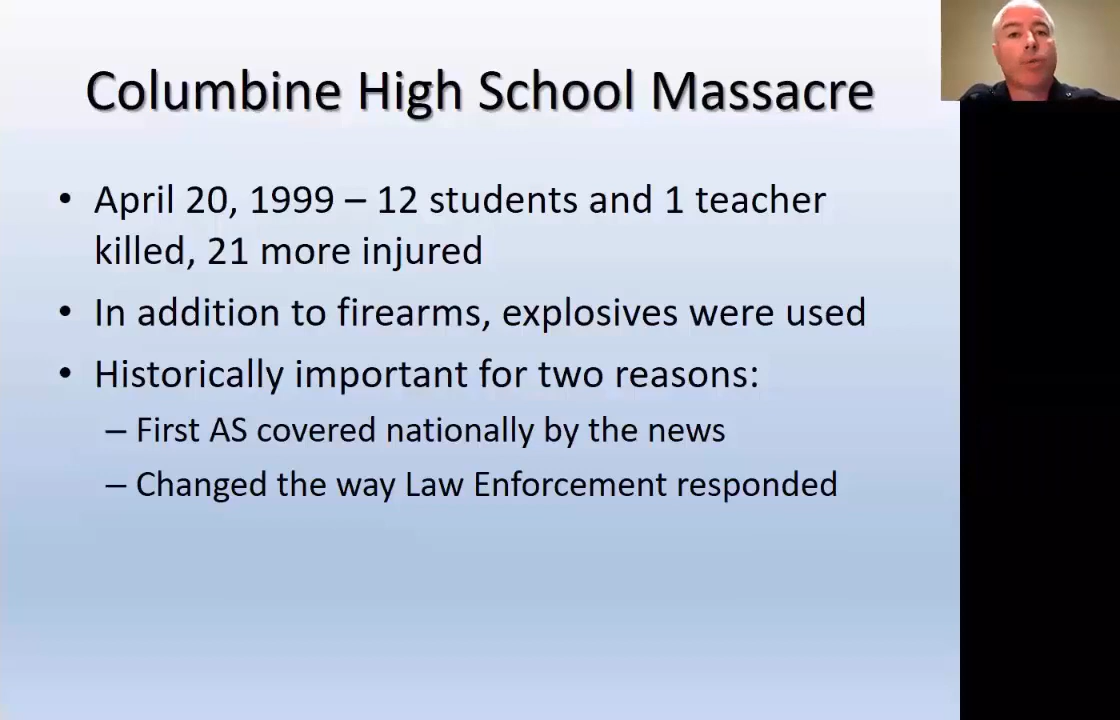 Columbine High School Massacre
• April 20, 1999 – 12 students and 1 teacher
killed, 21 more injured
• In addition to firearms, explosives were used
• Historically important for two reasons:
– First AS covered nationally by the news
– Changed the way Law Enforcement responded